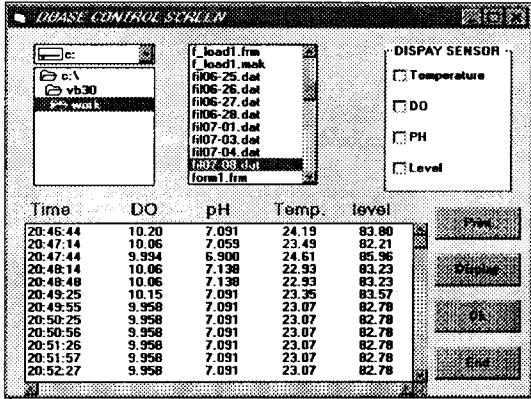 DBASE CONTROL SCREEN
c:
c:\
vb30
work
f_load1.frm
f_load1.mak
fil06-25.dat
fil06-26.dat
fil06-27.dat
fil06-28.dat
fil07-01.dat
fil07-03.dat
fil07-04.dat
fil07-08.dat
form1.frm
DISPAY SENSOR
Temperature
DO
PH
Level
Time DO pH Temp. level
20:46:44 10.20 7.091 24.19 83.80
20:47:14 10.06 7.059 23.49 82.21
20:47:44 9.994 6.900 24.61 85.96
20:48:14 10.06 7.138 22.93 83.23
20:48:48 10.06 7.138 22.93 83.23
20:49:25 10.15 7.091 23.35 83.57
20:49:55 9.958 7.091 23.07 82.78
20:50:25 9.958 7.091 23.07 82.78
20:50:56 9.958 7.091 23.07 82.78
20:51:26 9.958 7.091 23.07 82.78
20:51:57 9.958 7.091 23.07 82.78
20:52:27 9.958 7.091 23.07 82.78
Print
Display
Ok
End